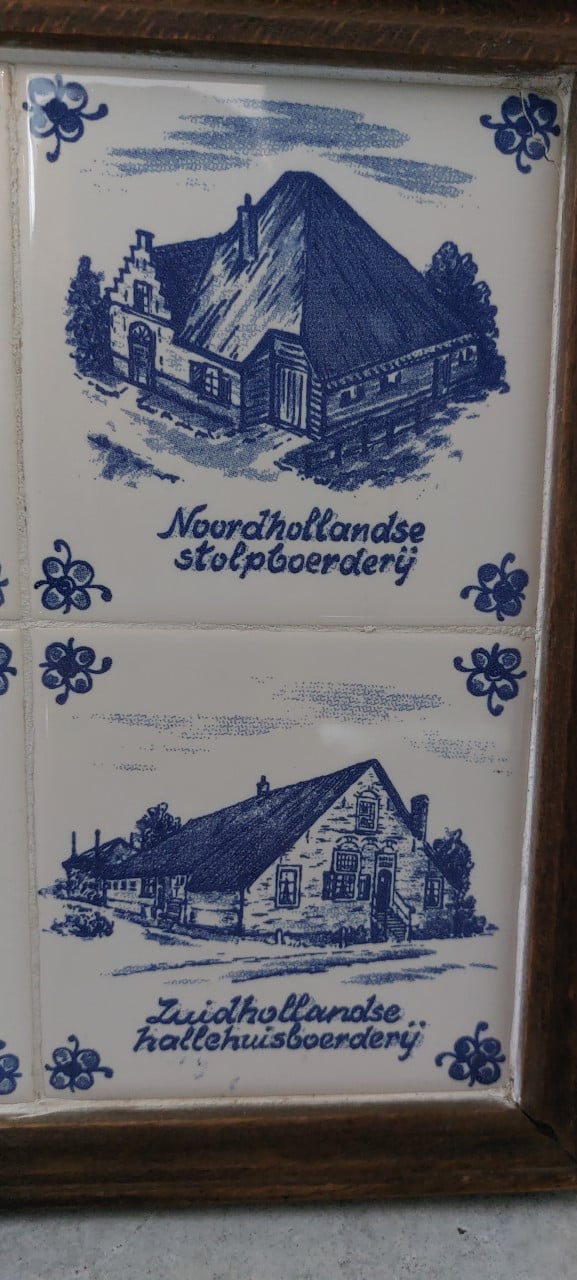 Noordhollandse
stolpboerderij
Zuidhollandse
hallehuisboerderij